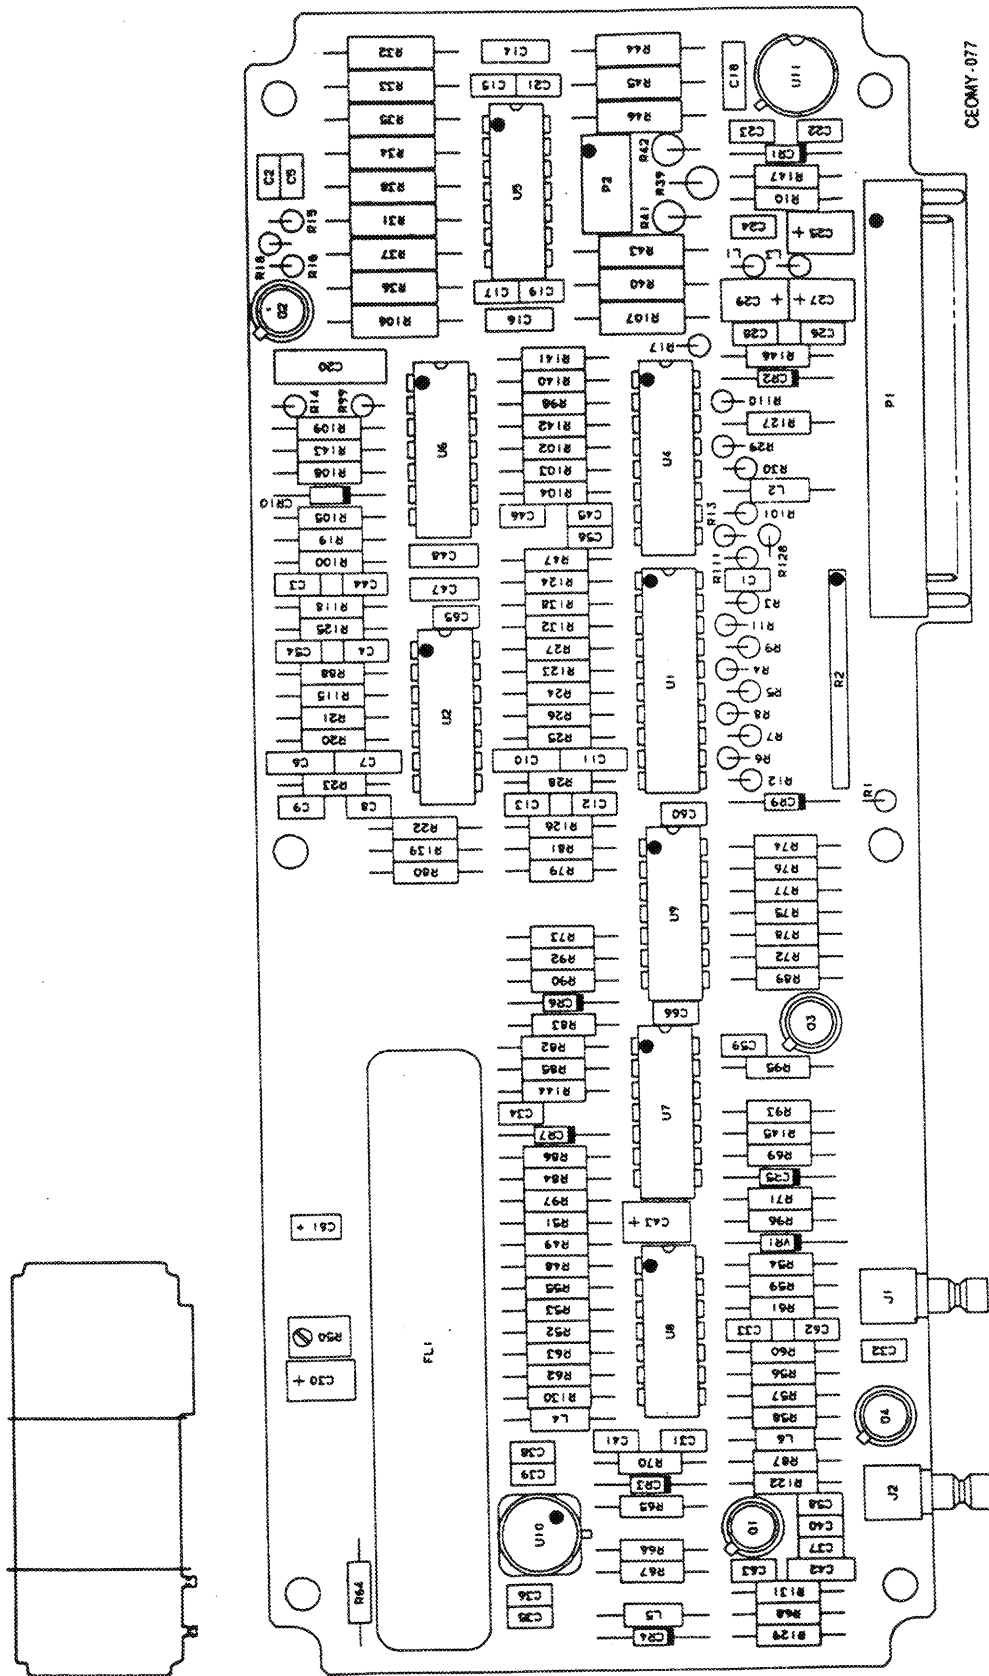 CEOMY-077
R32
R33
R35
R34
R38
R31
R37
R36
R106
C14
C15
C21
U5
C17
C19
C16
R44
R45
R46
P2
R42
R39
R41
R43
R40
R107
C18
U11
C23
C22
CR1
R147
R10
C24
C25
+
L1
L3
C29
+
C27
+
C28
C26
R146
CR2
C2
C5
R15
R18
R16
Q2
C20
R14
R99
R109
R143
R108
CR10
R105
R19
R100
C3
C44
R118
R125
C54
C4
R88
R115
R21
R20
C6
C7
R23
C9
C8
R22
R139
R80
U6
C48
C47
C65
U2
R141
R140
R98
R142
R102
R103
R104
C46
C45
C56
R47
R124
R138
R132
R27
R123
R24
R26
R25
C10
C11
R28
C13
C12
R126
R81
R79
R17
U4
U1
C60
U9
C66
U7
C43
+
U8
R110
R127
R29
R30
L2
R101
R13
R111
R128
C1
R3
R11
R9
R4
R5
R8
R7
R6
R12
CR9
R2
R1
P1
R74
R76
R77
R75
R78
R72
R89
Q3
C59
R95
R93
R145
R69
CR5
R71
R96
VR1
R54
R59
R61
C33
C62
R60
R56
R57
R58
L6
R87
R122
Q1
C58
C40
C37
C63
C42
R131
R68
R129
J1
C32
Q4
J2
R73
R92
R90
CR6
R83
R82
R85
R144
C34
CR7
R86
R84
R97
R51
R49
R48
R55
R53
R52
R63
R62
R130
L4
C38
C39
U10
C36
C35
C41
C31
R70
CR3
R65
R66
R67
L5
CR4
C61
+
R50
C30
+
FL1
R64